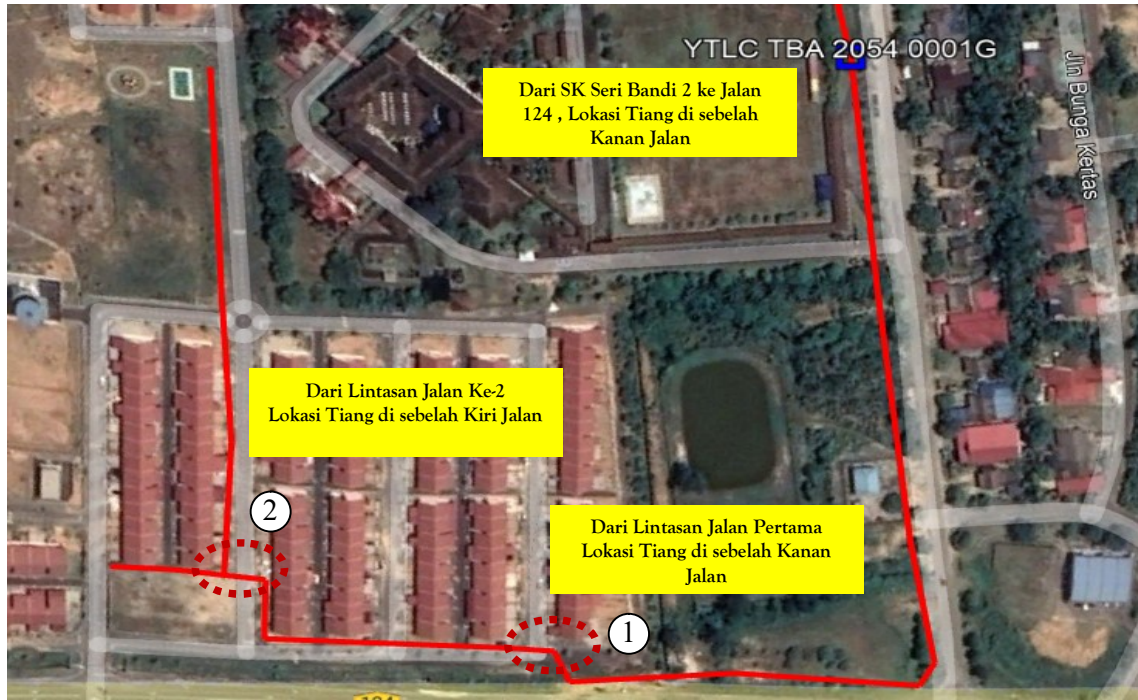 YTLC TBA 2054 0001G
Jln Bunga Kertas
Dari SK Seri Bandi 2 ke Jalan
124 , Lokasi Tiang di sebelah
Kanan Jalan
Dari Lintasan Jalan Ke-2
Lokasi Tiang di sebelah Kiri Jalan
2
Dari Lintasan Jalan Pertama
Lokasi Tiang di sebelah Kanan
Jalan
1
124